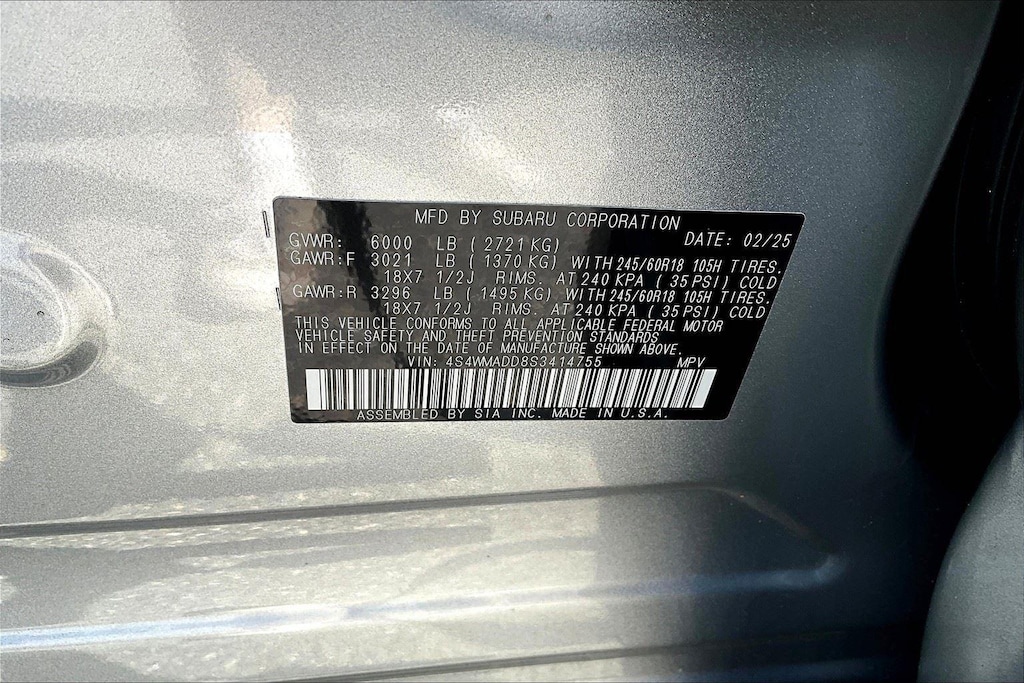 MFD BY SUBARU CORPORATION
GVWR: 6000 LB ( 2721 KG) DATE: 02/25
GAWR:F 3021 LB ( 1370 KG) WITH 245/60R18 105H TIRES.
18X7 1/2J RIMS. AT 240 KPA ( 35 PSI) COLD
GAWR:R 3296 LB ( 1495 KG) WITH 245/60R18 105H TIRES.
18X7 1/2J RIMS. AT 240 KPA ( 35 PSI) COLD
THIS VEHICLE CONFORMS TO ALL APPLICABLE FEDERAL MOTOR
VEHICLE SAFETY AND THEFT PREVENTION STANDARDS
IN EFFECT ON THE DATE OF MANUFACTURE SHOWN ABOVE.
VIN: 4S4WMADD8S3414755 MPV
ASSEMBLED BY SIA INC. MADE IN U.S.A.